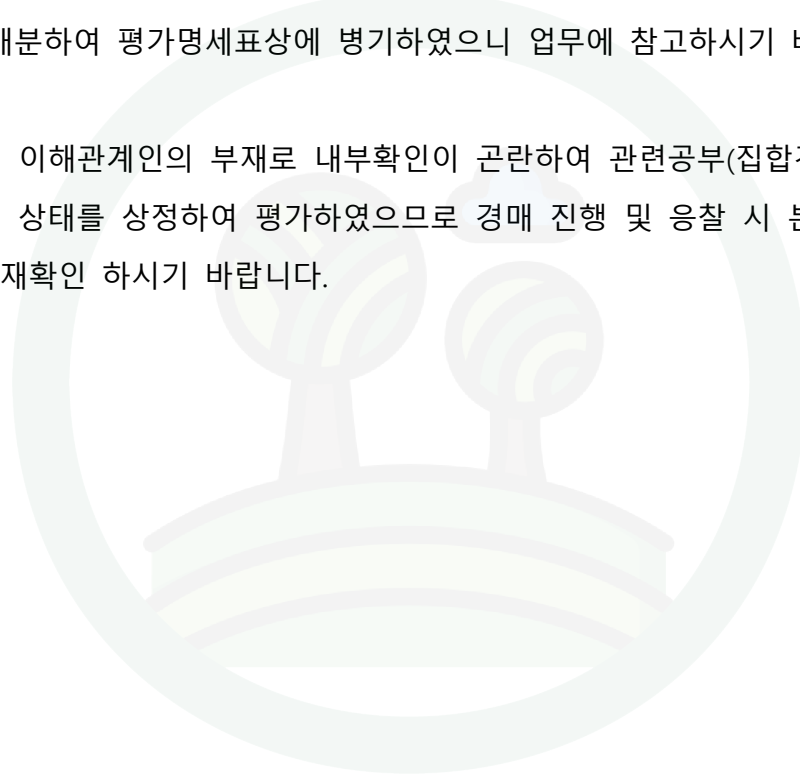 배분하여 평가명세표상에 병기하였으니 업무에 참고하시기
이해관계인의 부재로 내부확인이 곤란하여 관련공부(집합
상태를 상정하여 평가하였으므로 경매 진행 및 응찰 시
재확인 하시기 바랍니다.